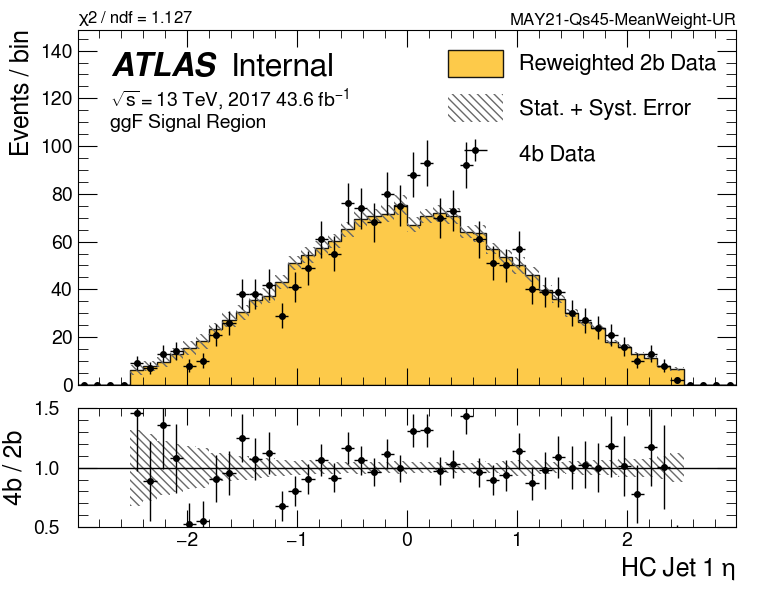 χ2 / ndf = 1.127
MAY21-Qs45-MeanWeight-UR
ATLAS Internal
√s = 13 TeV, 2017 43.6 fb⁻¹
ggF Signal Region
Reweighted 2b Data
Stat. + Syst. Error
4b Data
Events / bin
140
120
100
80
60
40
20
0
4b / 2b
1.5
1.0
0.5
−2
−1
0
1
2
HC Jet 1 η